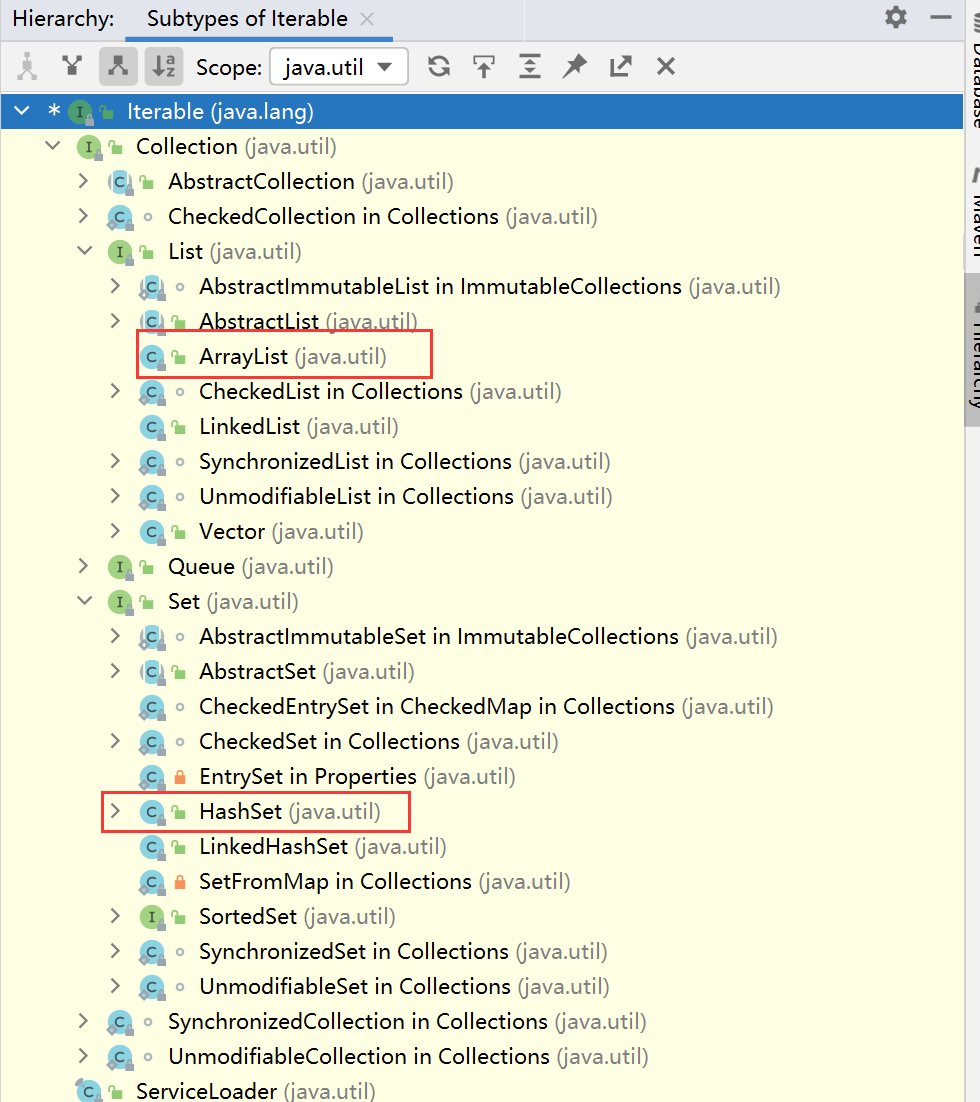 Hierarchy: Subtypes of Iterable
Scope: java.util
* Iterable (java.lang)
Collection (java.util)
AbstractCollection (java.util)
CheckedCollection in Collections (java.util)
List (java.util)
AbstractImmutableList in ImmutableCollections (java.util)
AbstractList (java.util)
ArrayList (java.util)
CheckedList in Collections (java.util)
LinkedList (java.util)
SynchronizedList in Collections (java.util)
UnmodifiableList in Collections (java.util)
Vector (java.util)
Queue (java.util)
Set (java.util)
AbstractImmutableSet in ImmutableCollections (java.util)
AbstractSet (java.util)
CheckedEntrySet in CheckedMap in Collections (java.util)
CheckedSet in Collections (java.util)
EntrySet in Properties (java.util)
HashSet (java.util)
LinkedHashSet (java.util)
SetFromMap in Collections (java.util)
SortedSet (java.util)
SynchronizedSet in Collections (java.util)
UnmodifiableSet in Collections (java.util)
SynchronizedCollection in Collections (java.util)
UnmodifiableCollection in Collections (java.util)
ServiceLoader (java.util)
Database
Maven
Hierarchy